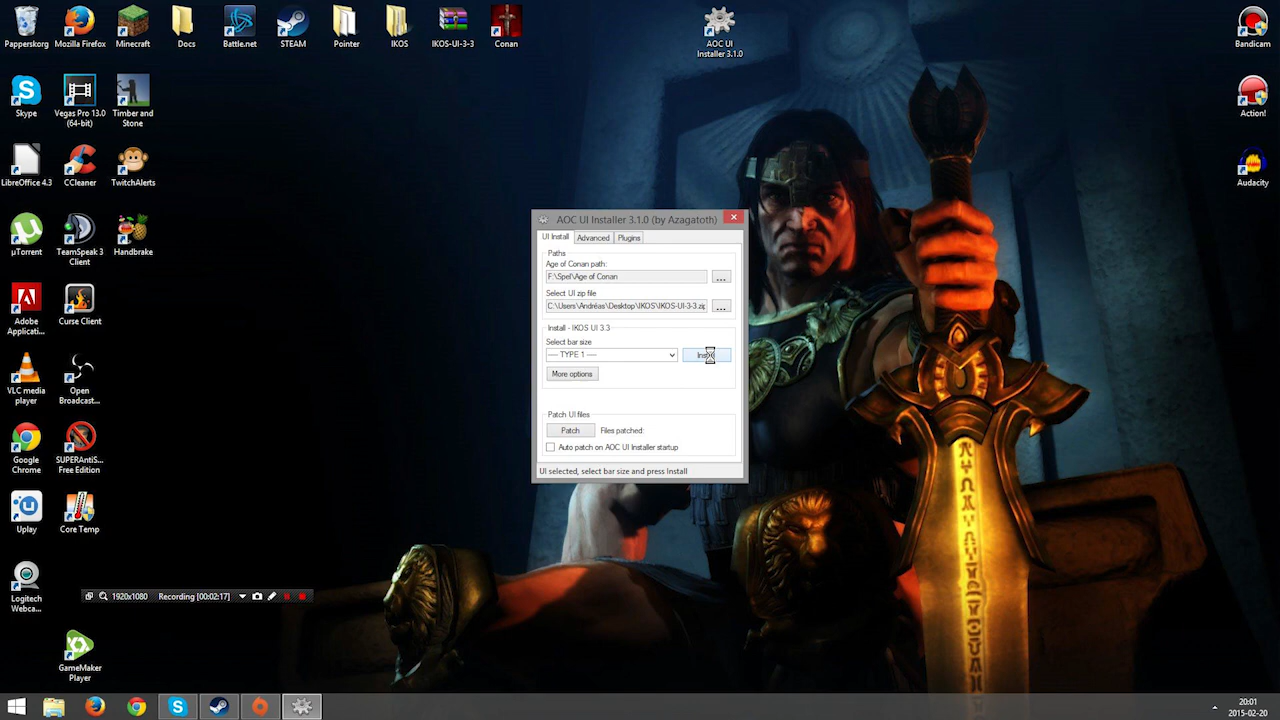 Papperskorg
Mozilla Firefox
Minecraft
Docs
Battle.net
STEAM
Pointer
IKOS
IKOS-UI-3-3
Conan
AOC UI
Installer 3.1.0
Bandicam
Skype
Vegas Pro 13.0
(64-bit)
Timber and
Stone
Action!
LibreOffice 4.3
CCleaner
TwitchAlerts
Audacity
µTorrent
TeamSpeak 3
Client
Handbrake
Adobe
Applicati...
Curse Client
VLC media
player
Open
Broadcast...
Google
Chrome
SUPERAntiS...
Free Edition
Uplay
Core Temp
Logitech
Webca...
GameMaker
Player
AOC UI Installer 3.1.0 (by Azagatoth)
UI Install
Advanced
Plugins
Paths
Age of Conan path:
F:\Spel\Age of Conan
...
Select UI zip file
C:\Users\Andréas\Desktop\IKOS\IKOS-UI-3-3.zip
...
Install - IKOS UI 3.3
Select bar size
---- TYPE 1 ----
More options
Patch UI files
Patch
Files patched:
Auto patch on AOC UI Installer startup
UI selected, select bar size and press Install
1920x1080
Recording [00:02:17]
20:01
2015-02-20